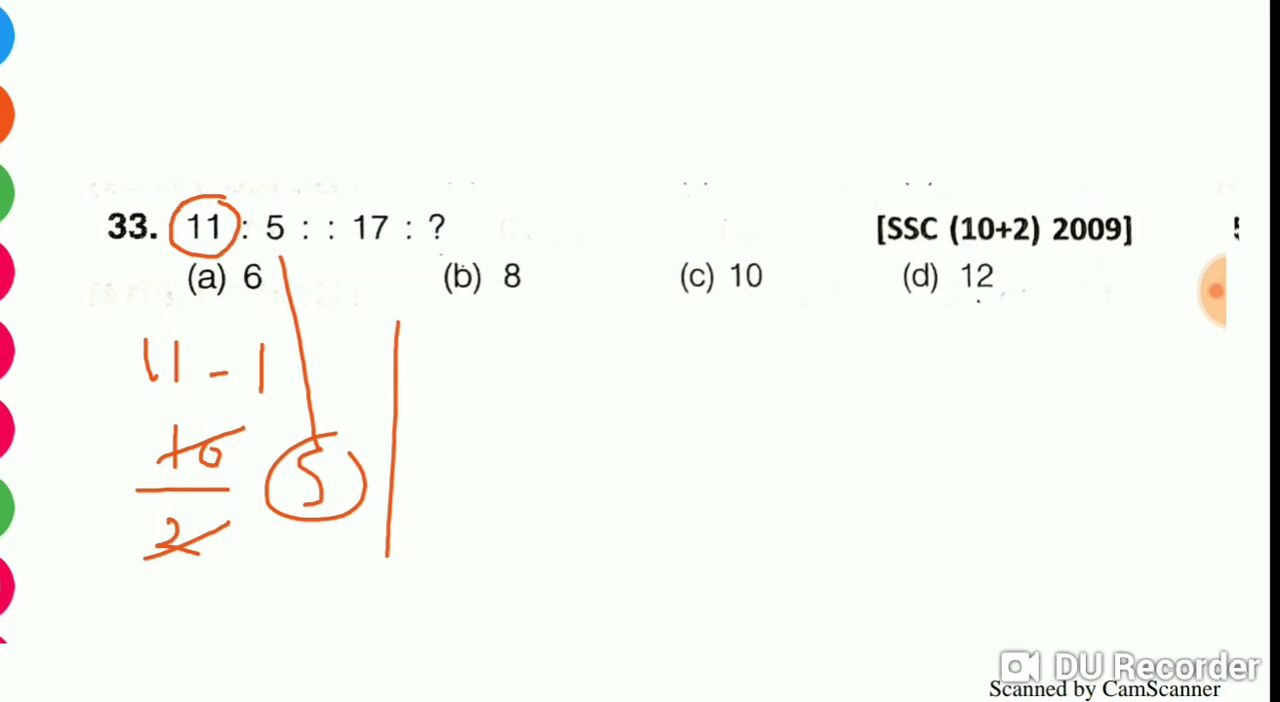 33. 11 : 5 : : 17 : ? [SSC (10+2) 2009]
(a) 6 (b) 8 (c) 10 (d) 12
11 - 1
10
2
5
DU Recorder
Scanned by CamScanner